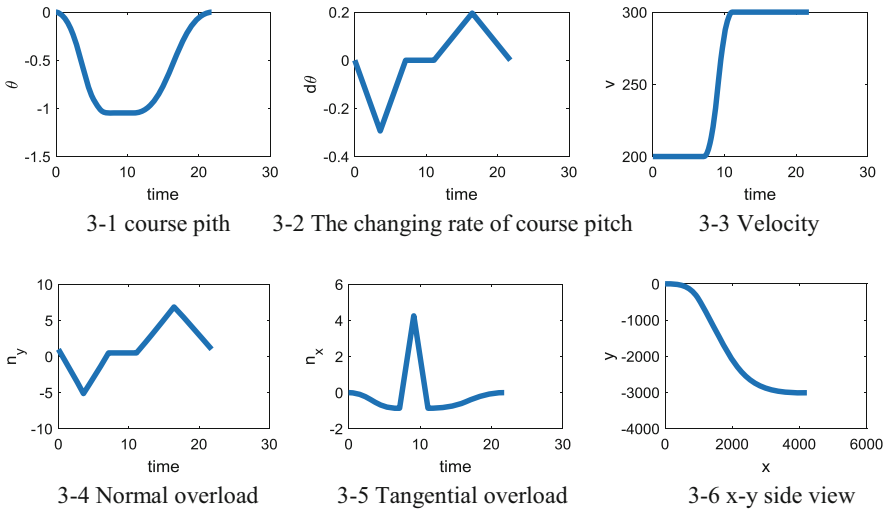 0
-0.5
-1
-1.5
θ
0 10 20 30
time
3-1 course pith
0.2
0
-0.2
-0.4
dθ
0 10 20 30
time
3-2 The changing rate of course pitch
300
250
200
v
0 10 20 30
time
3-3 Velocity
10
5
0
-5
-10
n_y
0 10 20 30
time
3-4 Normal overload
6
4
2
0
-2
n_x
0 10 20 30
time
3-5 Tangential overload
0
-1000
-2000
-3000
-4000
y
0 2000 4000 6000
x
3-6 x-y side view